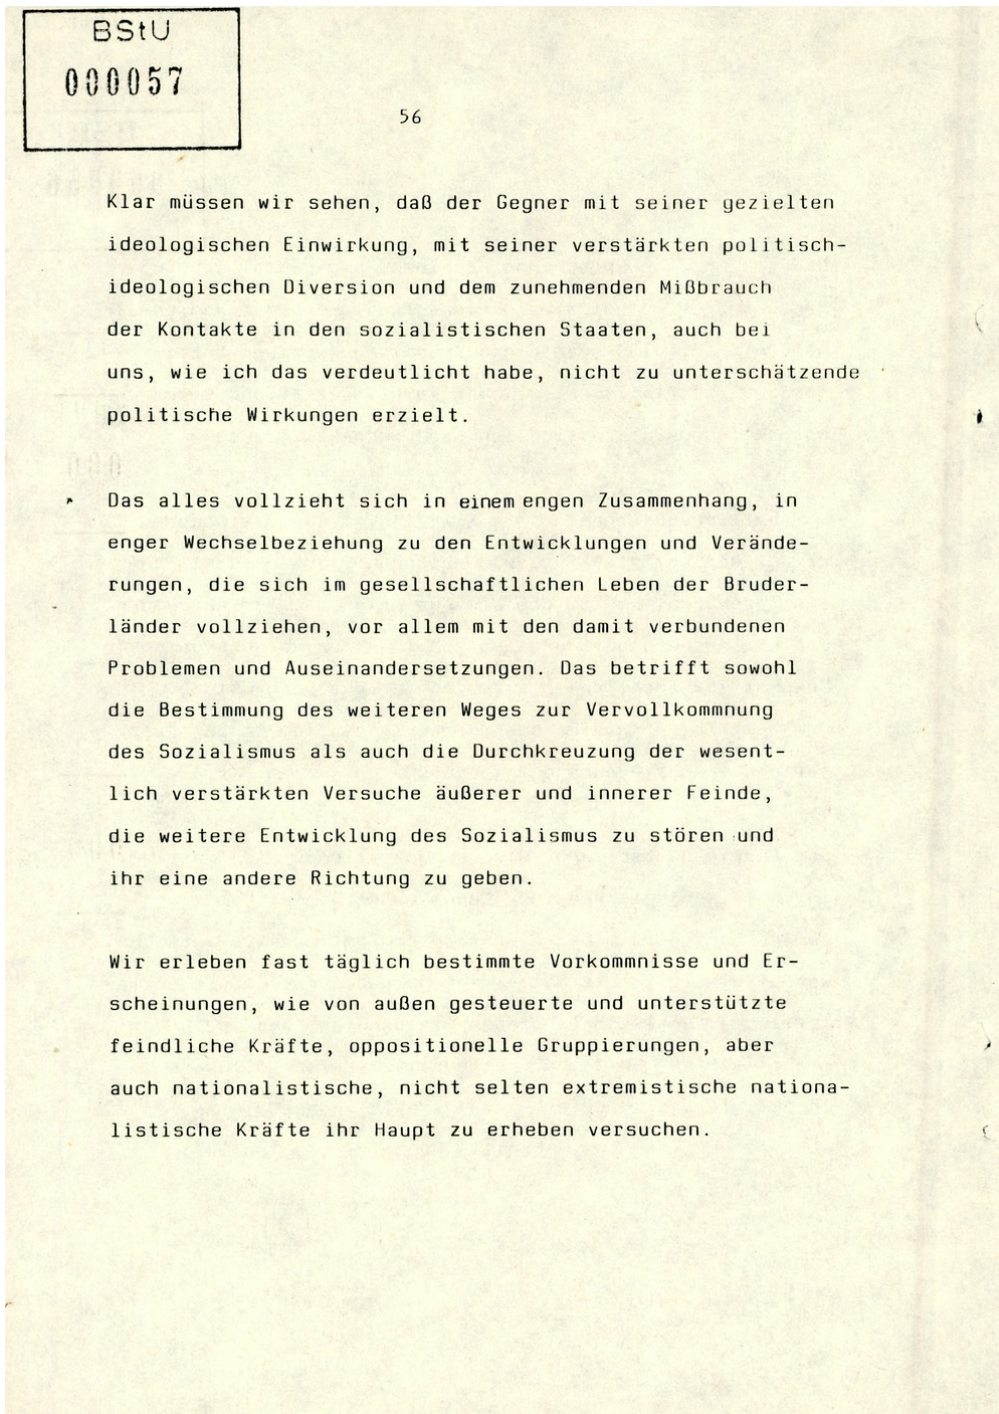 BStU
000057
56
Klar müssen wir sehen, daß der Gegner mit seiner gezielten
ideologischen Einwirkung, mit seiner verstärkten politisch-
ideologischen Diversion und dem zunehmenden Mißbrauch
der Kontakte in den sozialistischen Staaten, auch bei
uns, wie ich das verdeutlicht habe, nicht zu unterschätzende
politische Wirkungen erzielt.
Das alles vollzieht sich in einem engen Zusammenhang, in
enger Wechselbeziehung zu den Entwicklungen und Verände-
rungen, die sich im gesellschaftlichen Leben der Bruder-
länder vollziehen, vor allem mit den damit verbundenen
Problemen und Auseinandersetzungen. Das betrifft sowohl
die Bestimmung des weiteren Weges zur Vervollkommnung
des Sozialismus als auch die Durchkreuzung der wesent-
lich verstärkten Versuche äußerer und innerer Feinde,
die weitere Entwicklung des Sozialismus zu stören und
ihr eine andere Richtung zu geben.
Wir erleben fast täglich bestimmte Vorkommnisse und Er-
scheinungen, wie von außen gesteuerte und unterstützte
feindliche Kräfte, oppositionelle Gruppierungen, aber
auch nationalistische, nicht selten extremistische nationa-
listische Kräfte ihr Haupt zu erheben versuchen.